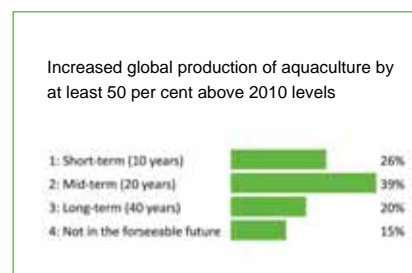 Increased global production of aquaculture by
at least 50 per cent above 2010 levels
1: Short-term (10 years) 26%
2: Mid-term (20 years) 39%
3: Long-term (40 years) 20%
4: Not in the forseeable future 15%